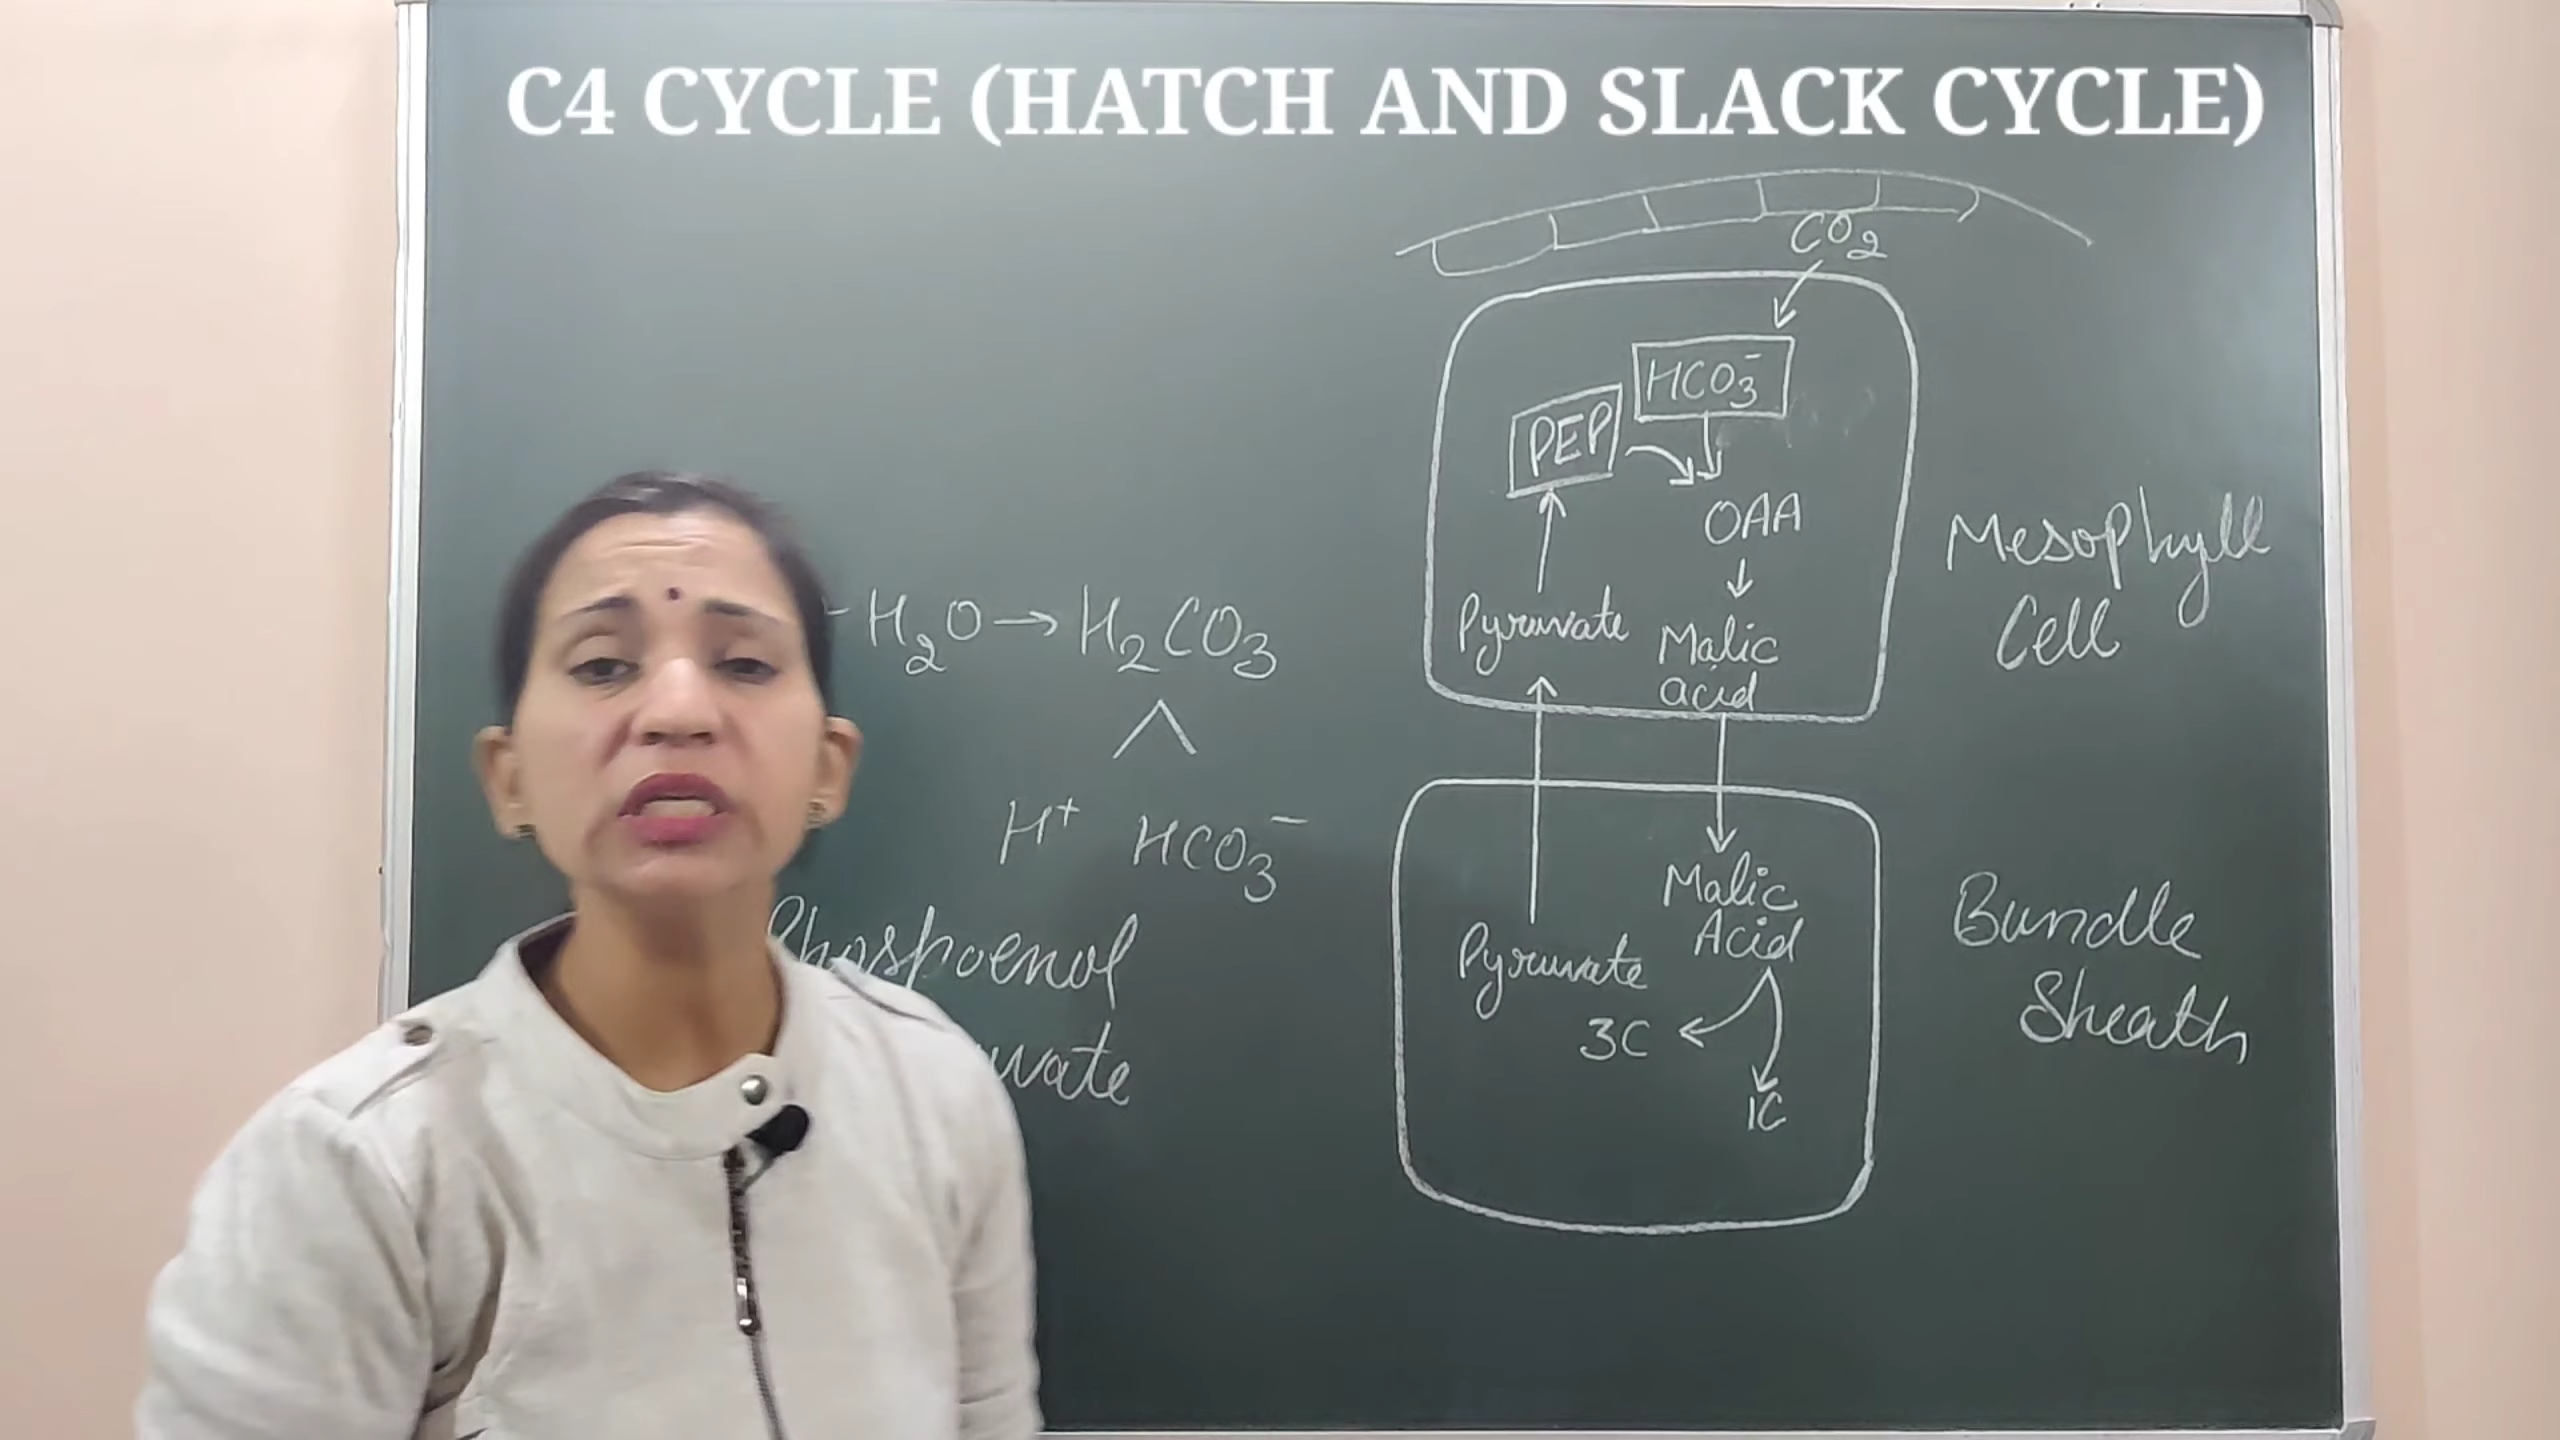 C4 CYCLE (HATCH AND SLACK CYCLE)
H₂O → H₂CO₃
H⁺ HCO₃⁻
Phospoenol
CO₂
HCO₃⁻
PEP
OAA
Pyruvate
Malic
acid
Mesophyll
Cell
Malic
Acid
Pyruvate
3C
1C
Bundle
Sheath